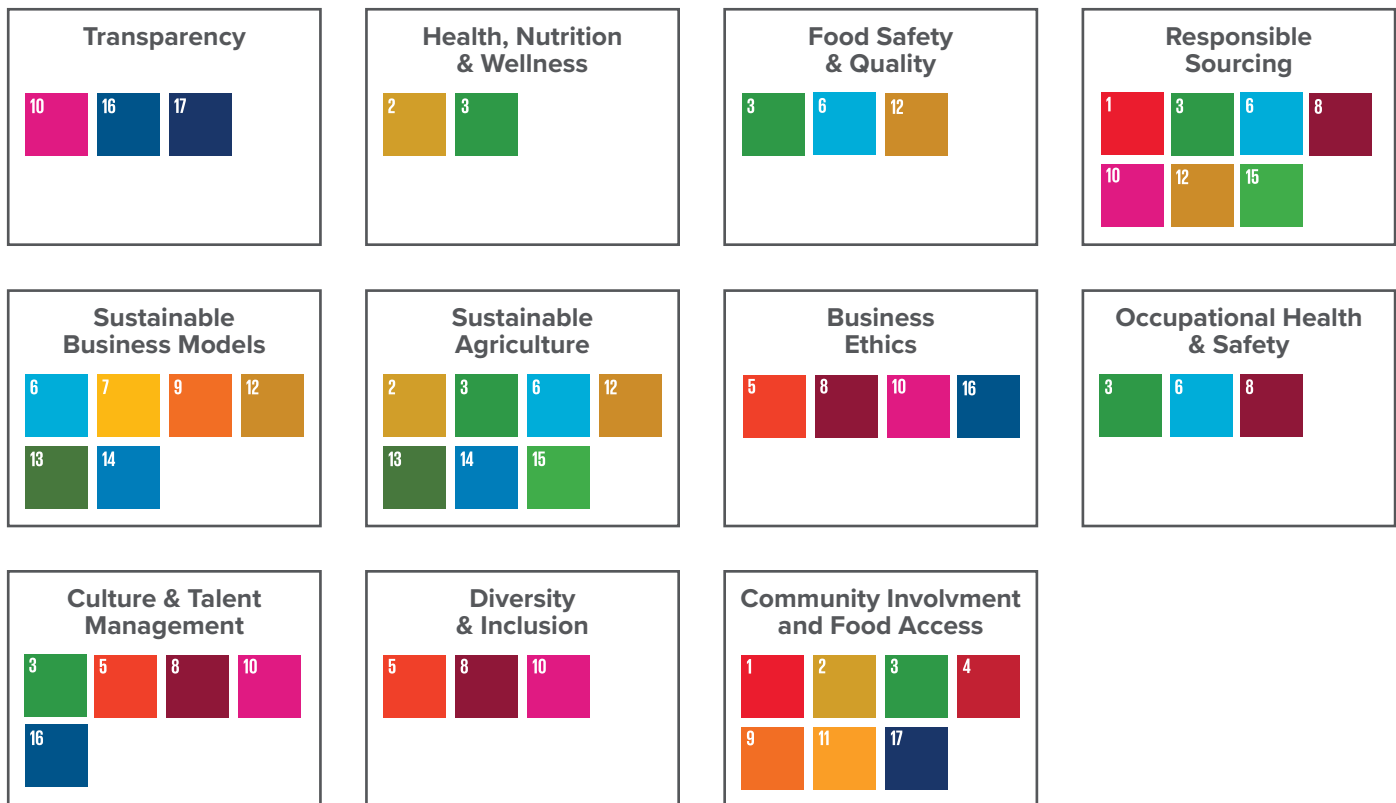 Transparency
10 16 17
Health, Nutrition
& Wellness
2 3
Food Safety
& Quality
3 6 12
Responsible
Sourcing
1 3 6 8
10 12 15
Sustainable
Business Models
6 7 9 12
13 14
Sustainable
Agriculture
2 3 6 12
13 14 15
Business
Ethics
5 8 10 16
Occupational Health
& Safety
3 6 8
Culture & Talent
Management
3 5 8 10
16
Diversity
& Inclusion
5 8 10
Community Involvment
and Food Access
1 2 3 4
9 11 17